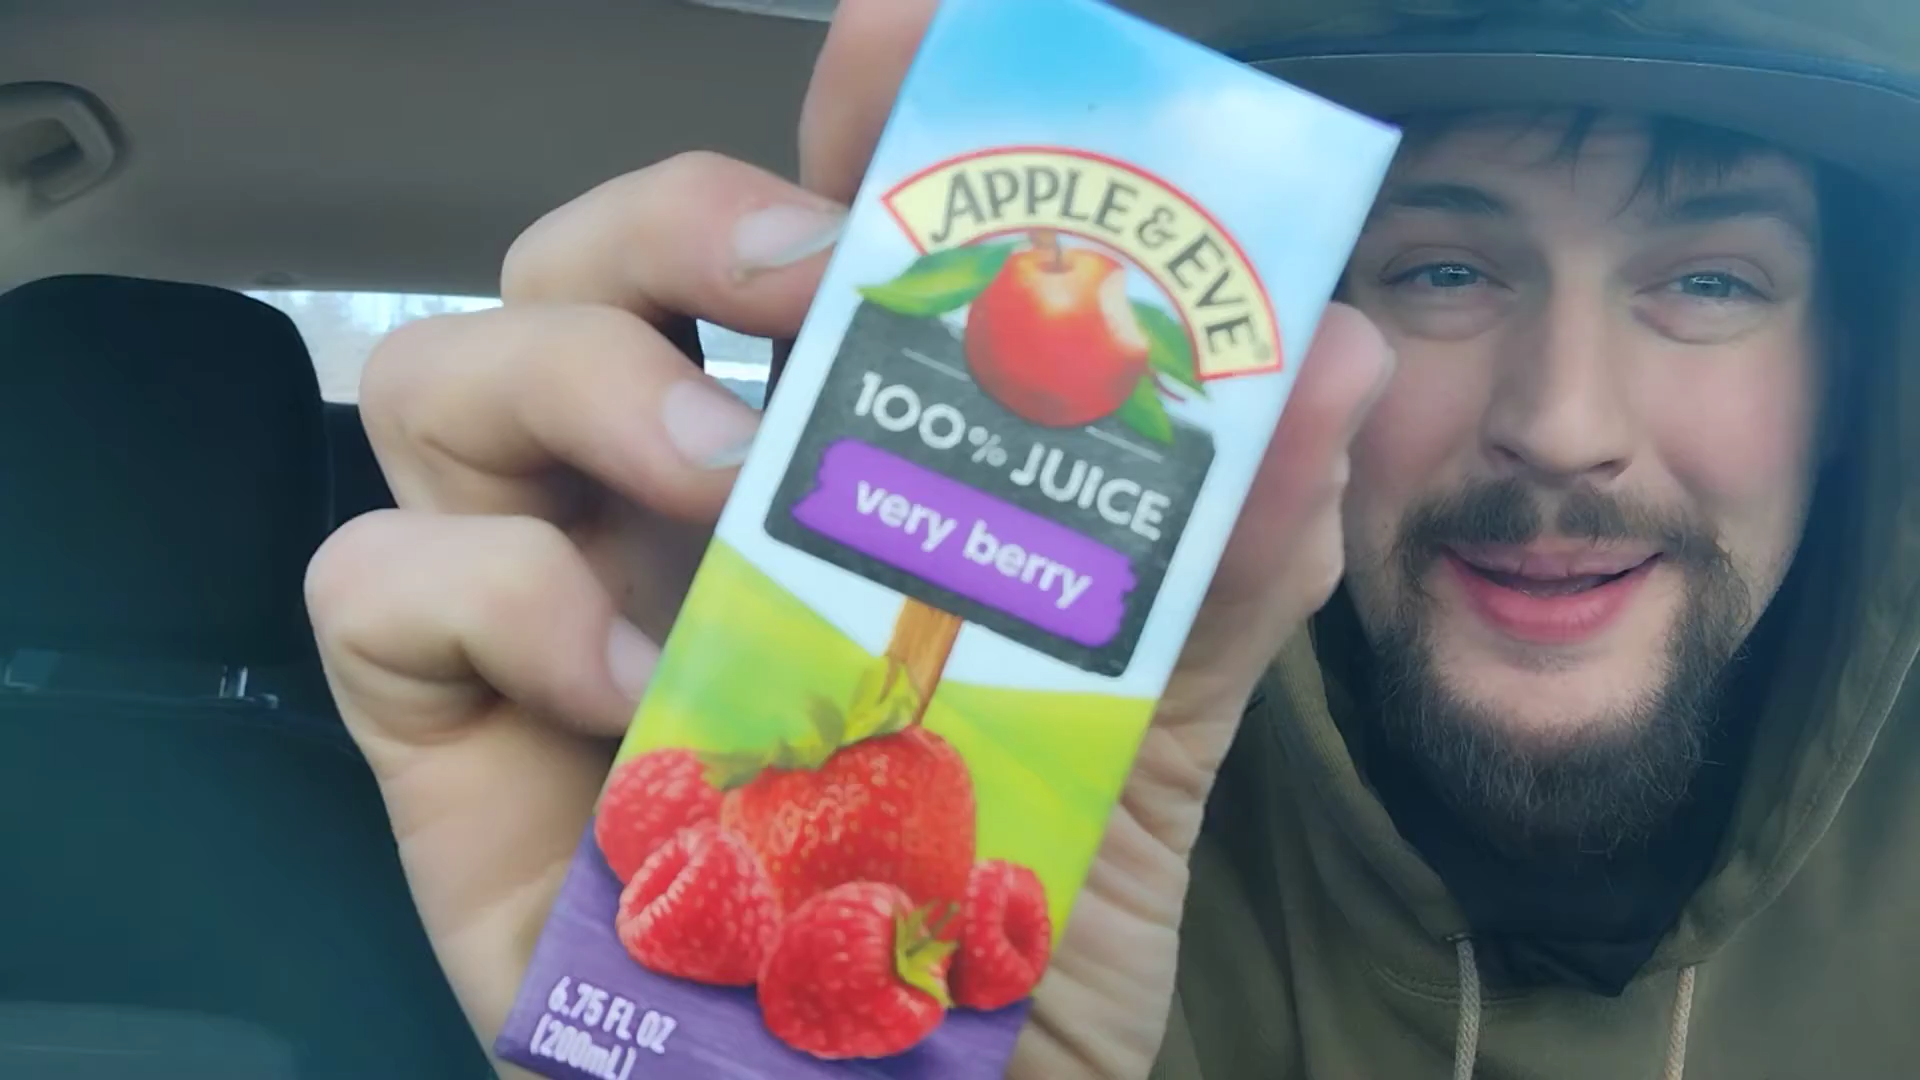 APPLE & EVE®
100% JUICE
very berry
6.75 FL OZ
(200mL)